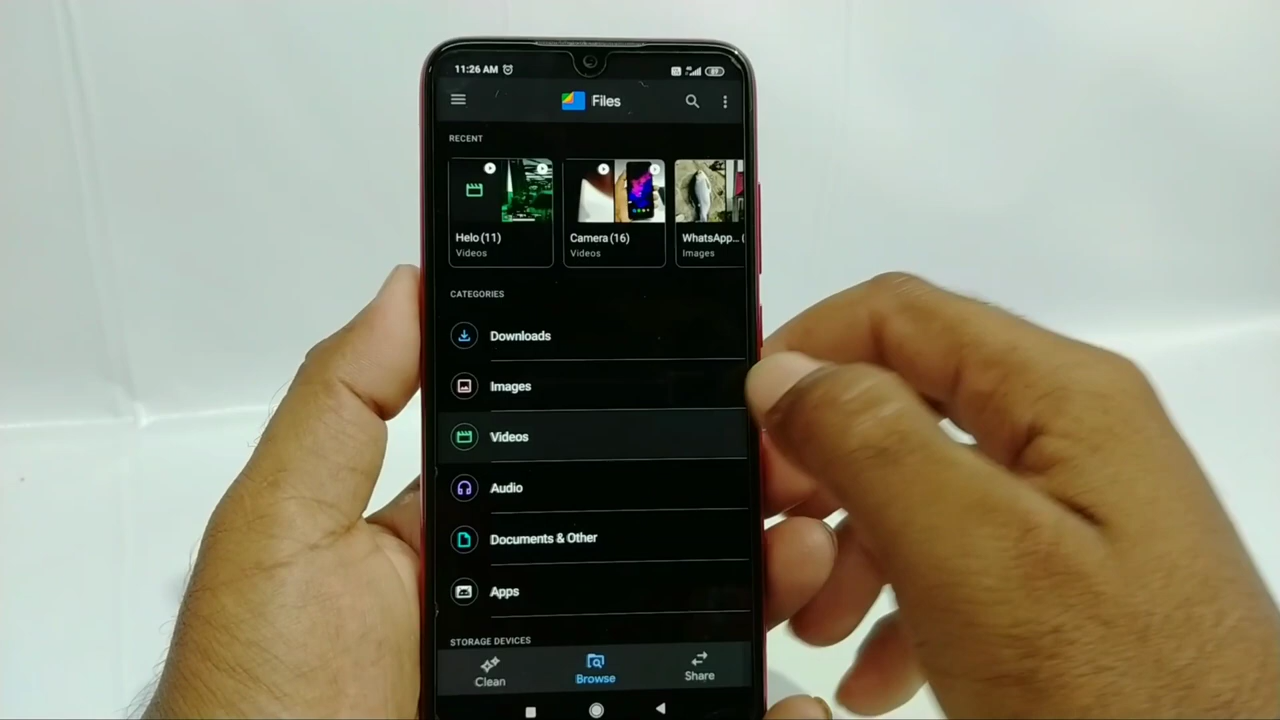 11:26 AM
Files
RECENT
Helo (11)
Videos
Camera (16)
Videos
WhatsApp... (
Images
CATEGORIES
Downloads
Images
Videos
Audio
Documents & Other
Apps
STORAGE DEVICES
Clean
Browse
Share